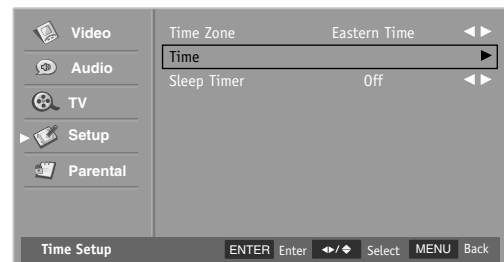 Video
Audio
TV
Setup
Parental
Time Zone Eastern Time
Time
Sleep Timer Off
Time Setup ENTER Enter Select MENU Back